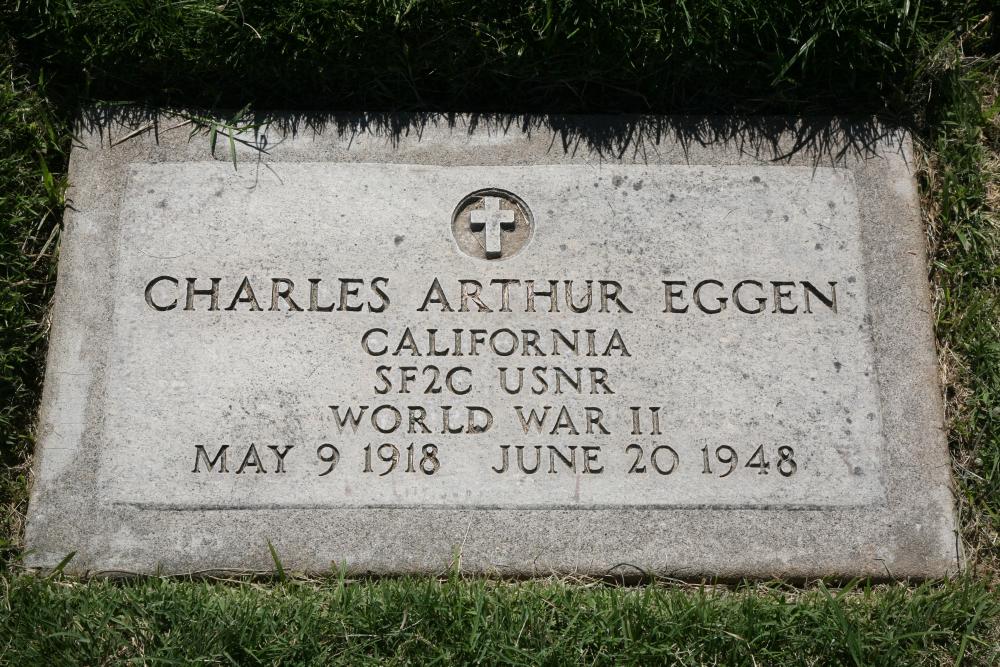 CHARLES ARTHUR EGGEN
CALIFORNIA
SF2C USNR
WORLD WAR II
MAY 9 1918 JUNE 20 1948